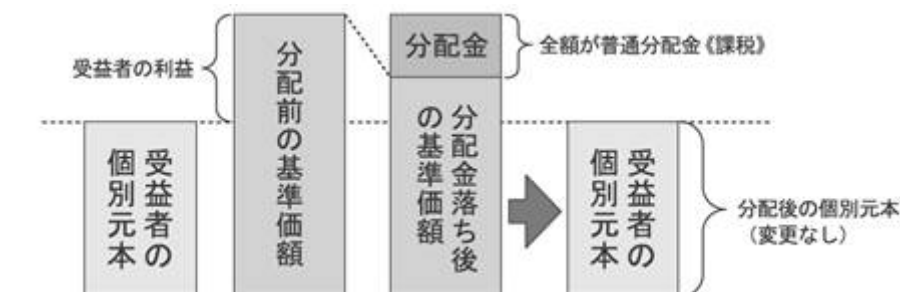 受益者の利益
受益者の
個別元本
分配前の基準価額
分配金
分配金落ち後
の基準価額
全額が普通分配金《課税》
受益者の
個別元本
分配後の個別元本
（変更なし）